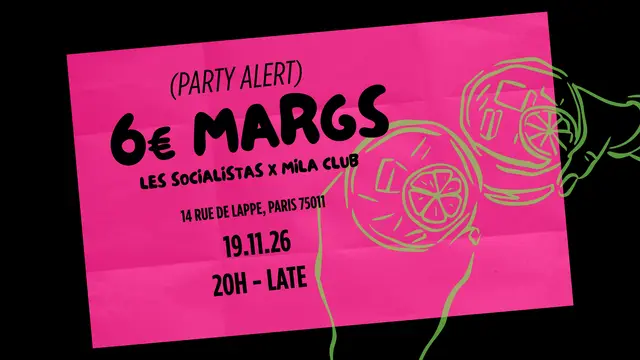 (PARTY ALERT)
6€ MARGS
LES SOCiALiSTAS X MiLA CLUB
14 RUE DE LAPPE, PARIS 75011
19.11.26
20H - LATE